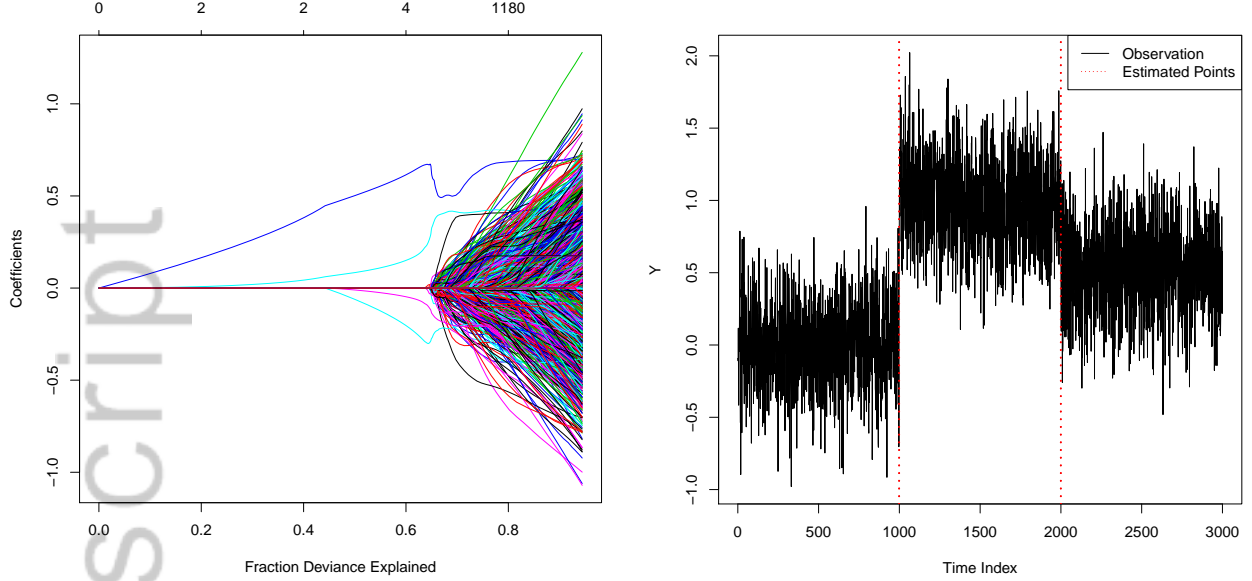 0 2 2 4 1180
Coefficients
1.0
0.5
0.0
−0.5
−1.0
0.0 0.2 0.4 0.6 0.8
Fraction Deviance Explained
script
Observation
Estimated Points
Y
2.0
1.5
1.0
0.5
0.0
−0.5
−1.0
0 500 1000 1500 2000 2500 3000
Time Index